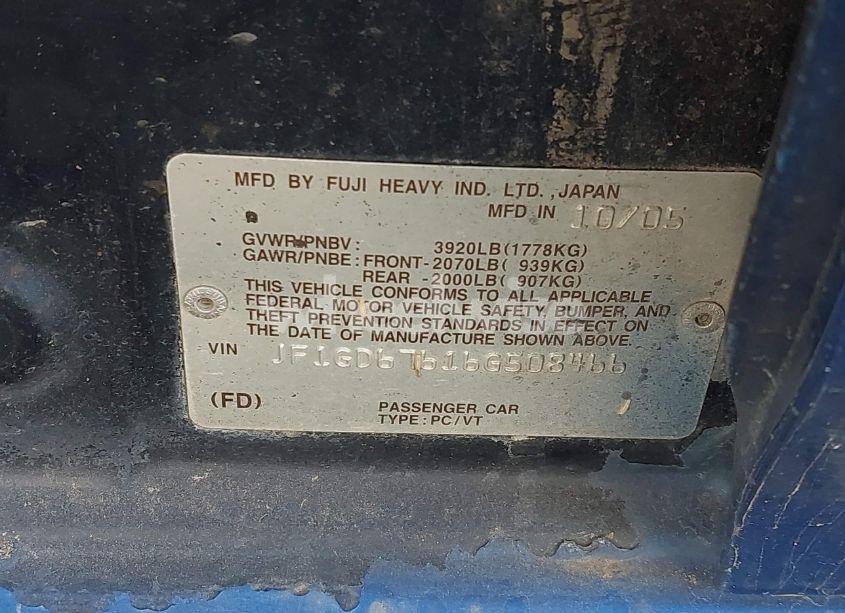 MFD BY FUJI HEAVY IND. LTD.,JAPAN
MFD IN 10/05
GVWR/PNBV: 3920LB(1778KG)
GAWR/PNBE: FRONT-2070LB( 939KG)
REAR -2000LB( 907KG)
THIS VEHICLE CONFORMS TO ALL APPLICABLE
FEDERAL MOTOR VEHICLE SAFETY, BUMPER, AND
THEFT PREVENTION STANDARDS IN EFFECT ON
THE DATE OF MANUFACTURE SHOWN ABOVE.
VIN JF1GD67616G508466
(FD)
PASSENGER CAR
TYPE: PC/VT